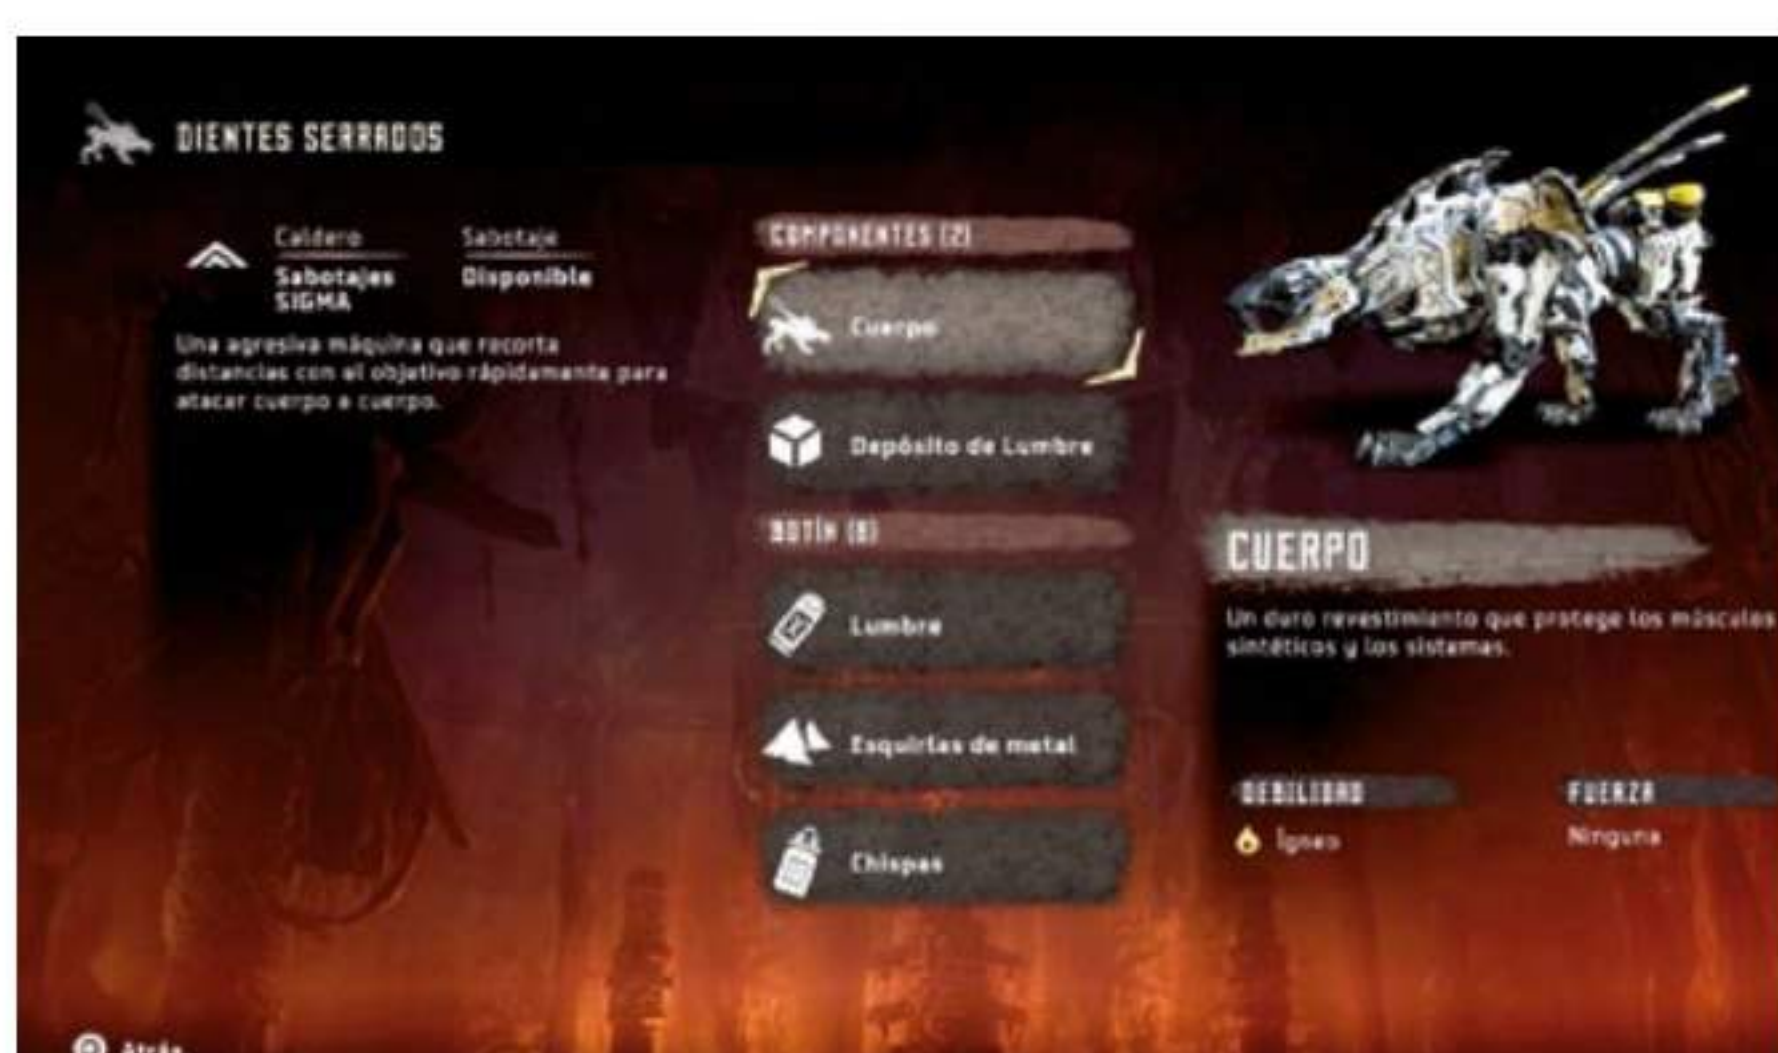 DIENTES SERRADOS
Caldero
Sabotajes
SIGMA
Sabotaje
Disponible
Una agresiva máquina que recorta
distancias con el objetivo rápidamente para
atacar cuerpo a cuerpo.
COMPONENTES (2)
Cuerpo
Depósito de Lumbre
BOTÍN (6)
Lumbre
Esquirlas de metal
Chispas
CUERPO
Un duro revestimiento que protege los músculos
sintéticos y los sistemas.
DEBILIDAD
Ígneo
FUERZA
Ninguna
Atrás